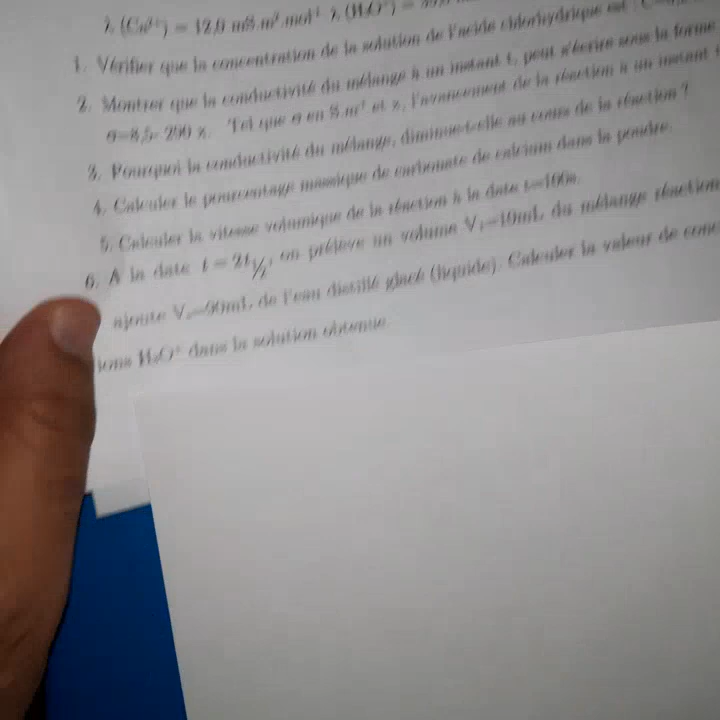 λ (Ca²⁺) = 12,0 mS.m².mol⁻¹ λ (H₃O⁺) =
1. Vérifier que la concentration de la solution de l'acide chlorhydrique est
2. Montrer que la conductivité du mélange à un instant t, peut s'écrire sous la forme
Tel que σ en S.m⁻¹ et x, l'avancement de la réaction à un instant
3. Pourquoi la conductivité du mélange, diminue-t-elle au cours de la réaction ?
4. Calculer le pourcentage massique de carbonate de calcium dans la poudre.
5. Calculer la vitesse volumique de la réaction à la date t=100s.
6. A la date t = 2t₁/₂, on prélève un volume V₁=10mL du mélange
ajoute Vₑ=90mL de l'eau distillé glacé (liquide). Calculer la valeur de
ions H₃O⁺ dans la solution obtenue.